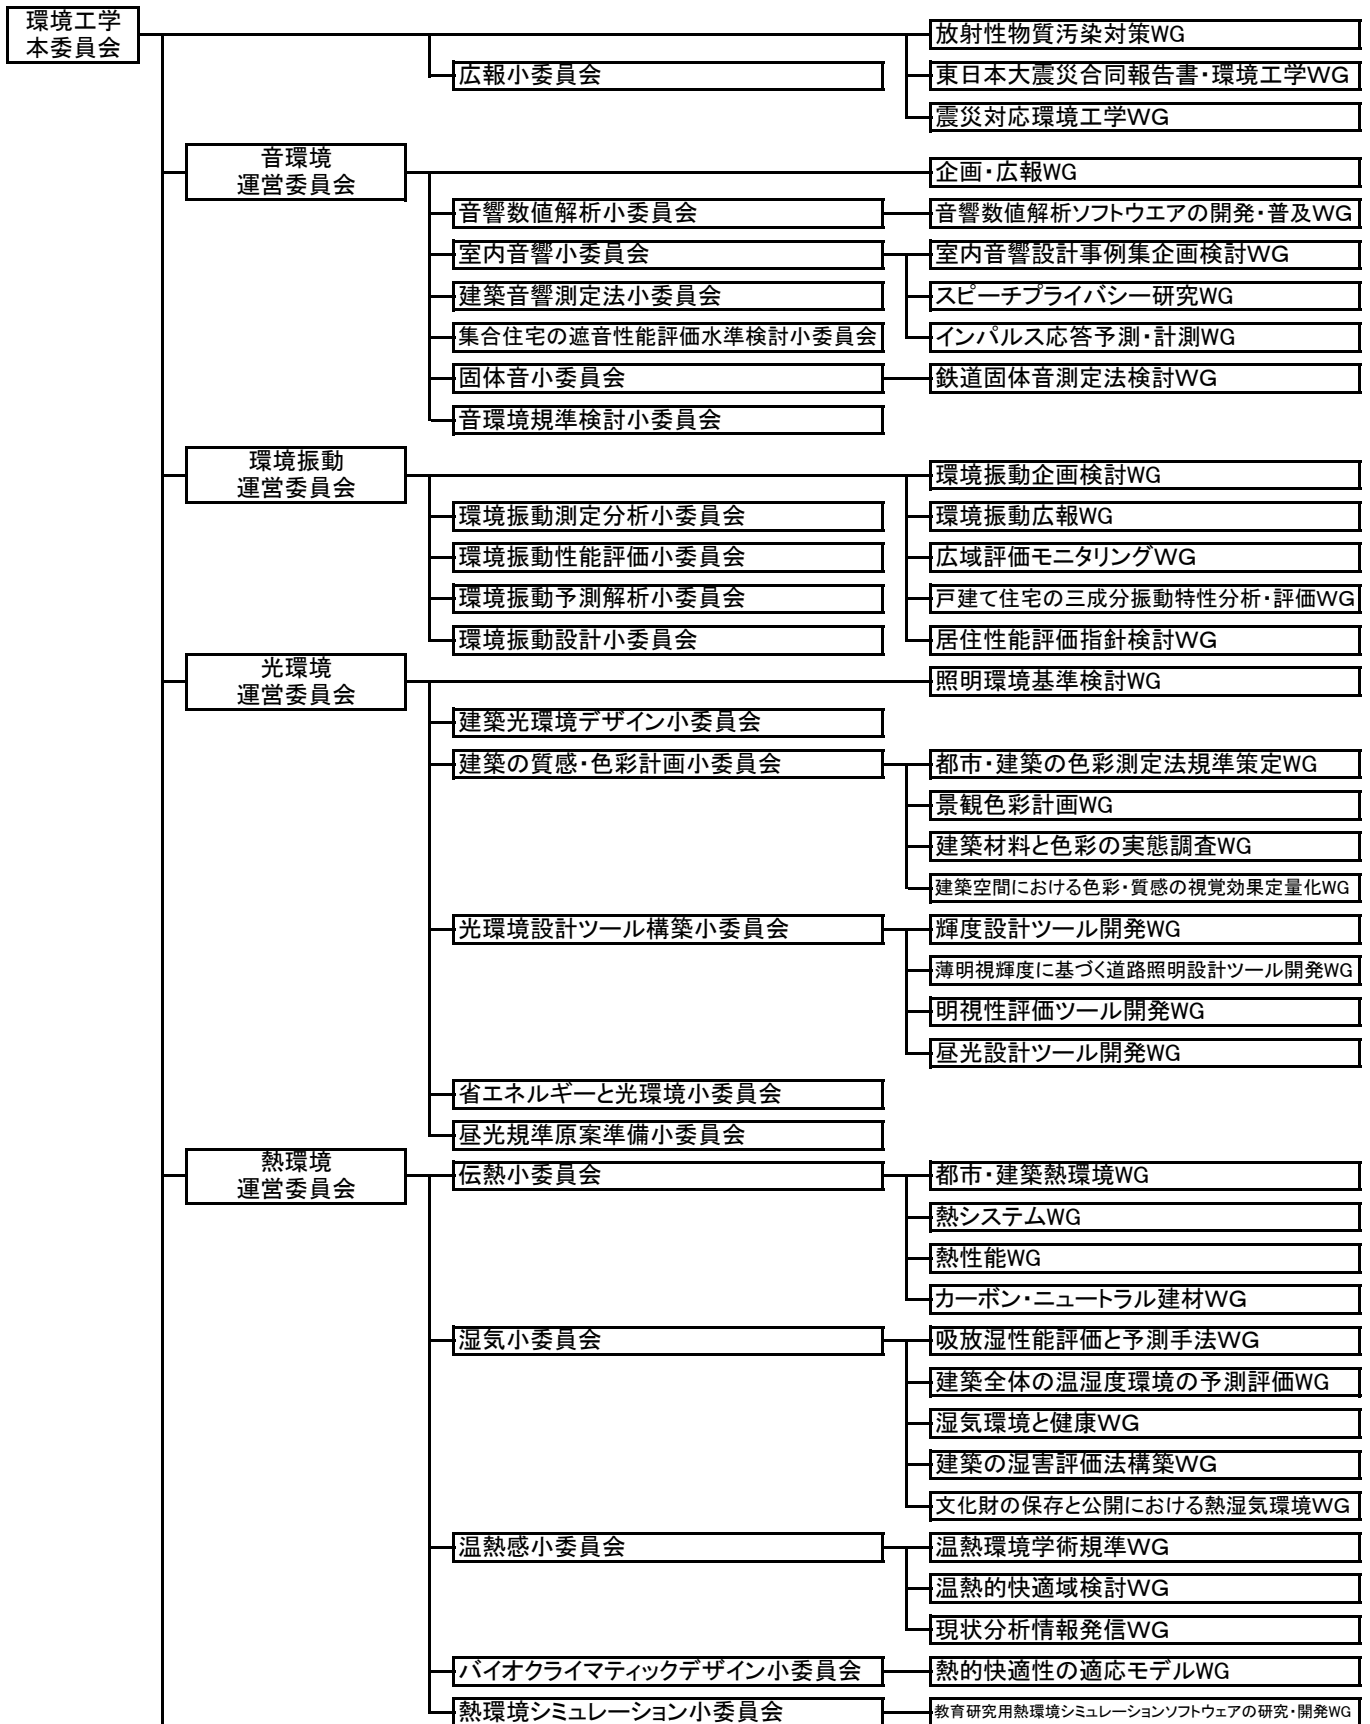 環境工学
本委員会
放射性物質汚染対策WG
広報小委員会
東日本大震災合同報告書・環境工学WG
震災対応環境工学WG
音環境
運営委員会
企画・広報WG
音響数値解析小委員会
音響数値解析ソフトウエアの開発・普及WG
室内音響小委員会
室内音響設計事例集企画検討WG
建築音響測定法小委員会
スピーチプライバシー研究WG
集合住宅の遮音性能評価水準検討小委員会
インパルス応答予測・計測WG
固体音小委員会
鉄道固体音測定法検討WG
音環境規準検討小委員会
環境振動
運営委員会
環境振動企画検討WG
環境振動測定分析小委員会
環境振動広報WG
環境振動性能評価小委員会
広域評価モニタリングWG
環境振動予測解析小委員会
戸建て住宅の三成分振動特性分析・評価WG
環境振動設計小委員会
居住性能評価指針検討WG
光環境
運営委員会
照明環境基準検討WG
建築光環境デザイン小委員会
建築の質感・色彩計画小委員会
都市・建築の色彩測定法規準策定WG
景観色彩計画WG
建築材料と色彩の実態調査WG
建築空間における色彩・質感の視覚効果定量化WG
光環境設計ツール構築小委員会
輝度設計ツール開発WG
薄明視輝度に基づく道路照明設計ツール開発WG
明視性評価ツール開発WG
昼光設計ツール開発WG
省エネルギーと光環境小委員会
昼光規準原案準備小委員会
熱環境
運営委員会
伝熱小委員会
都市・建築熱環境WG
熱システムWG
熱性能WG
カーボン・ニュートラル建材WG
湿気小委員会
吸放湿性能評価と予測手法WG
建築全体の温湿度環境の予測評価WG
湿気環境と健康WG
建築の湿害評価法構築WG
文化財の保存と公開における熱湿気環境WG
温熱感小委員会
温熱環境学術規準WG
温熱的快適域検討WG
現状分析情報発信WG
バイオクライマティックデザイン小委員会
熱的快適性の適応モデルWG
熱環境シミュレーション小委員会
教育研究用熱環境シミュレーションソフトウェアの研究・開発WG